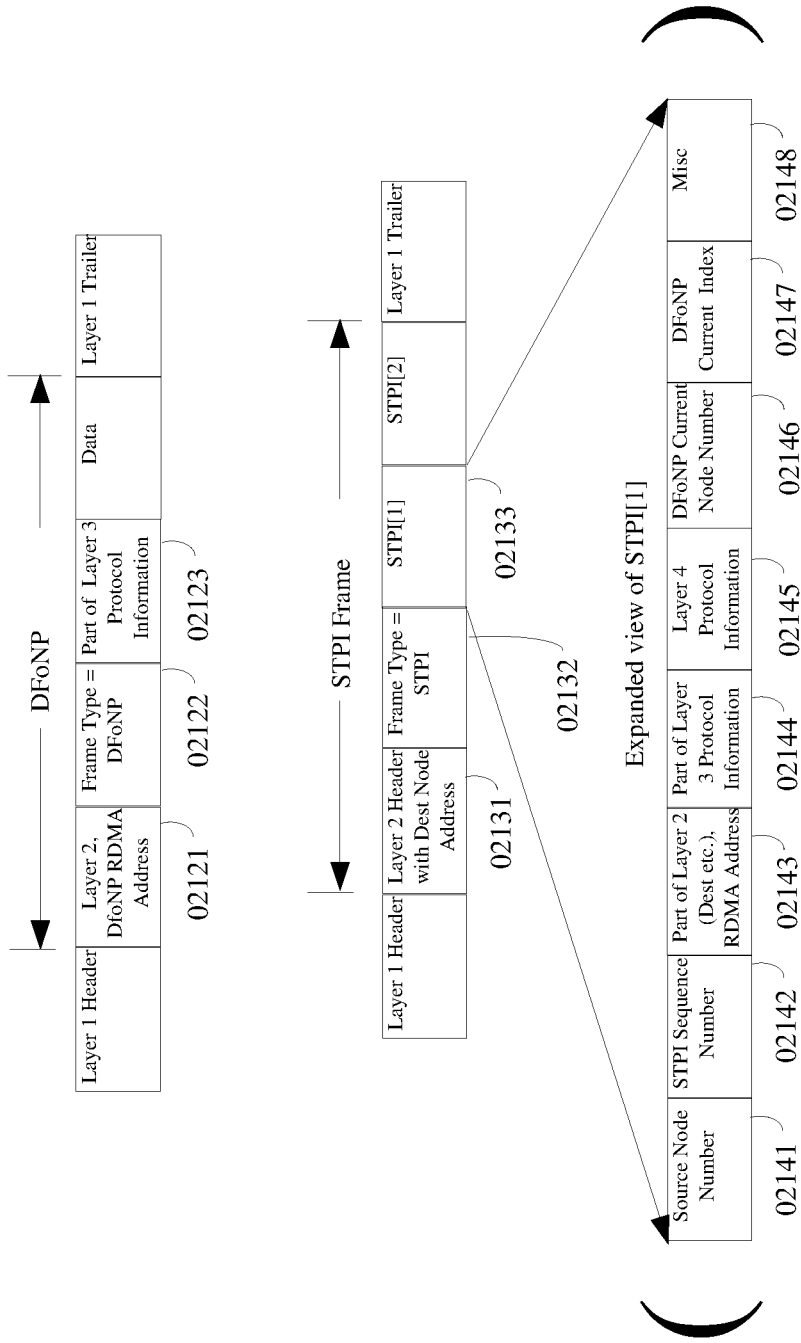 DFoNP
Layer 1 Header
Layer 2,
DfoNP RDMA
Address
Frame Type =
DFoNP
Part of Layer 3
Protocol
Information
Data
Layer 1 Trailer
02121
02122
02123
STPI Frame
Layer 1 Header
Layer 2 Header
with Dest Node
Address
Frame Type =
STPI
STPI[1]
STPI[2]
Layer 1 Trailer
02131
02132
02133
Expanded view of STPI[1]
Source Node
Number
STPI Sequence
Number
Part of Layer 2
(Dest etc.),
RDMA Address
Part of Layer
3 Protocol
Information
Layer 4
Protocol
Information
DFoNP Current
Node Number
DFoNP
Current Index
Misc
02141
02142
02143
02144
02145
02146
02147
02148